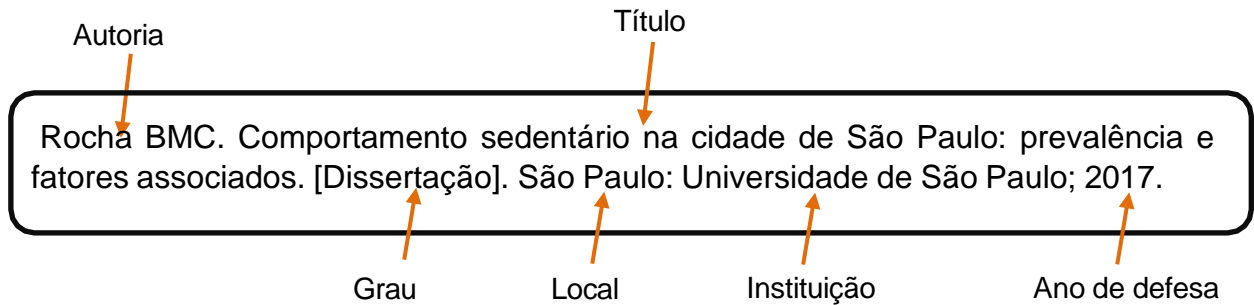 Autoria
Título
Rocha BMC. Comportamento sedentário na cidade de São Paulo: prevalência e
fatores associados. [Dissertação]. São Paulo: Universidade de São Paulo; 2017.
Grau
Local
Instituição
Ano de defesa